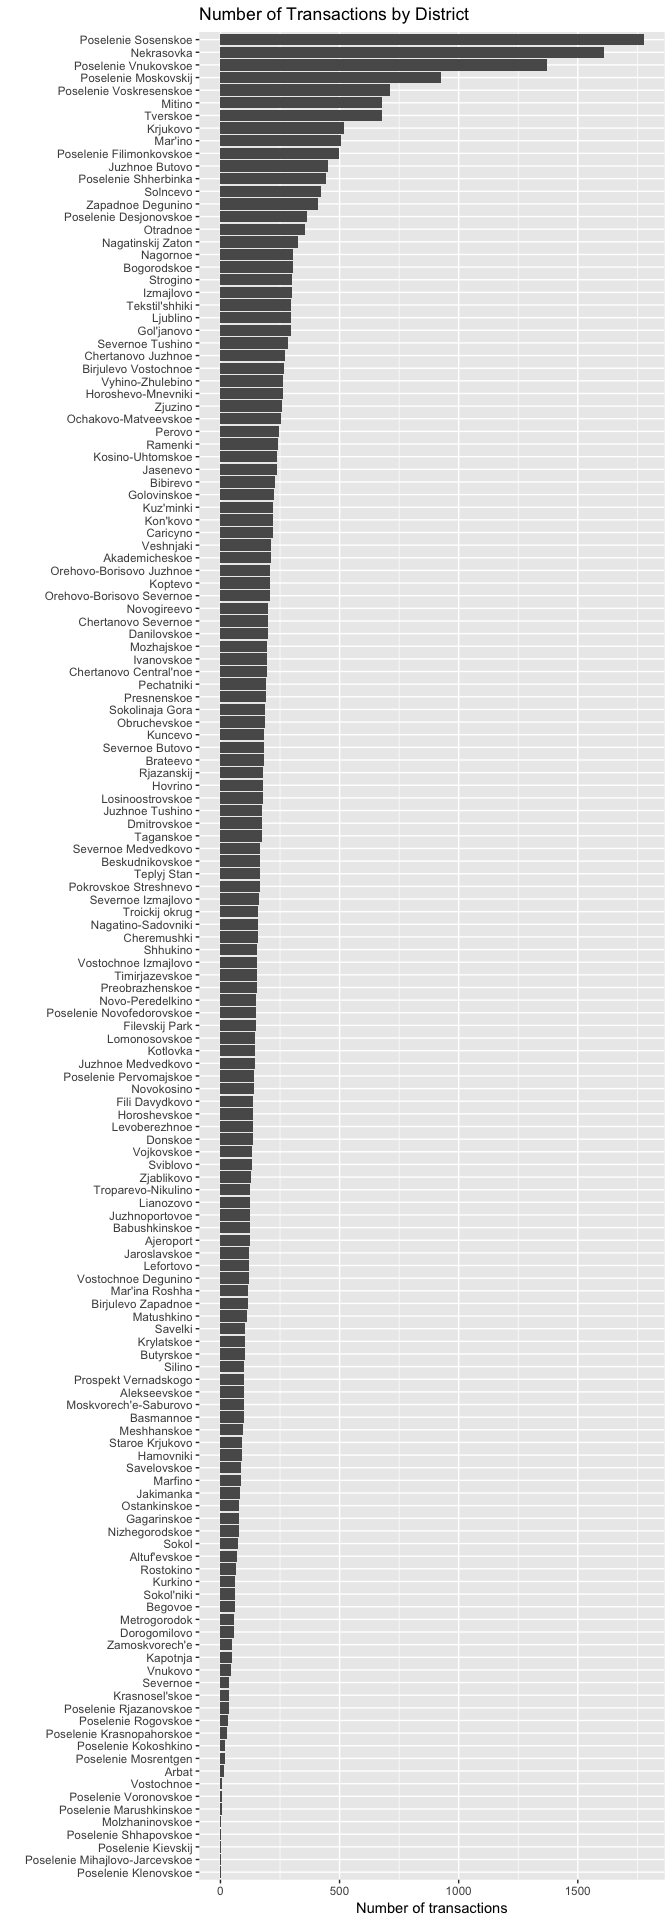 Number of Transactions by District
Poselenie Sosenskoe
Nekrasovka
Poselenie Vnukovskoe
Poselenie Moskovskij
Poselenie Voskresenskoe
Mitino
Tverskoe
Krjukovo
Mar'ino
Poselenie Filimonkovskoe
Juzhnoe Butovo
Poselenie Shherbinka
Solncevo
Zapadnoe Degunino
Poselenie Desjonovskoe
Otradnoe
Nagatinskij Zaton
Nagornoe
Bogorodskoe
Strogino
Izmajlovo
Tekstil'shhiki
Ljublino
Gol'janovo
Severnoe Tushino
Chertanovo Juzhnoe
Birjulevo Vostochnoe
Vyhino-Zhulebino
Horoshevo-Mnevniki
Zjuzino
Ochakovo-Matveevskoe
Perovo
Ramenki
Kosino-Uhtomskoe
Jasenevo
Bibirevo
Golovinskoe
Kuz'minki
Kon'kovo
Caricyno
Veshnjaki
Akademicheskoe
Orehovo-Borisovo Juzhnoe
Koptevo
Orehovo-Borisovo Severnoe
Novogireevo
Chertanovo Severnoe
Danilovskoe
Mozhajskoe
Ivanovskoe
Chertanovo Central'noe
Pechatniki
Presnenskoe
Sokolinaja Gora
Obruchevskoe
Kuncevo
Severnoe Butovo
Brateevo
Rjazanskij
Hovrino
Losinoostrovskoe
Juzhnoe Tushino
Dmitrovskoe
Taganskoe
Severnoe Medvedkovo
Beskudnikovskoe
Teplyj Stan
Pokrovskoe Streshnevo
Severnoe Izmajlovo
Troickij okrug
Nagatino-Sadovniki
Cheremushki
Shhukino
Vostochnoe Izmajlovo
Timirjazevskoe
Preobrazhenskoe
Novo-Peredelkino
Poselenie Novofedorovskoe
Filevskij Park
Lomonosovskoe
Kotlovka
Juzhnoe Medvedkovo
Poselenie Pervomajskoe
Novokosino
Fili Davydkovo
Horoshevskoe
Levoberezhnoe
Donskoe
Vojkovskoe
Sviblovo
Zjablikovo
Troparevo-Nikulino
Lianozovo
Juzhnoportovoe
Babushkinskoe
Ajeroport
Jaroslavskoe
Lefortovo
Vostochnoe Degunino
Mar'ina Roshha
Birjulevo Zapadnoe
Matushkino
Savelki
Krylatskoe
Butyrskoe
Silino
Prospekt Vernadskogo
Alekseevskoe
Moskvorech'e-Saburovo
Basmannoe
Meshhanskoe
Staroe Krjukovo
Hamovniki
Savelovskoe
Marfino
Jakimanka
Ostankinskoe
Gagarinskoe
Nizhegorodskoe
Sokol
Altuf'evskoe
Rostokino
Kurkino
Sokol'niki
Begovoe
Metrogorodok
Dorogomilovo
Zamoskvorech'e
Kapotnja
Vnukovo
Severnoe
Krasnosel'skoe
Poselenie Rjazanovskoe
Poselenie Rogovskoe
Poselenie Krasnopahorskoe
Poselenie Kokoshkino
Poselenie Mosrentgen
Arbat
Vostochnoe
Poselenie Voronovskoe
Poselenie Marushkinskoe
Molzhaninovskoe
Poselenie Shhapovskoe
Poselenie Kievskij
Poselenie Mihajlovo-Jarcevskoe
Poselenie Klenovskoe
0 500 1000 1500
Number of transactions